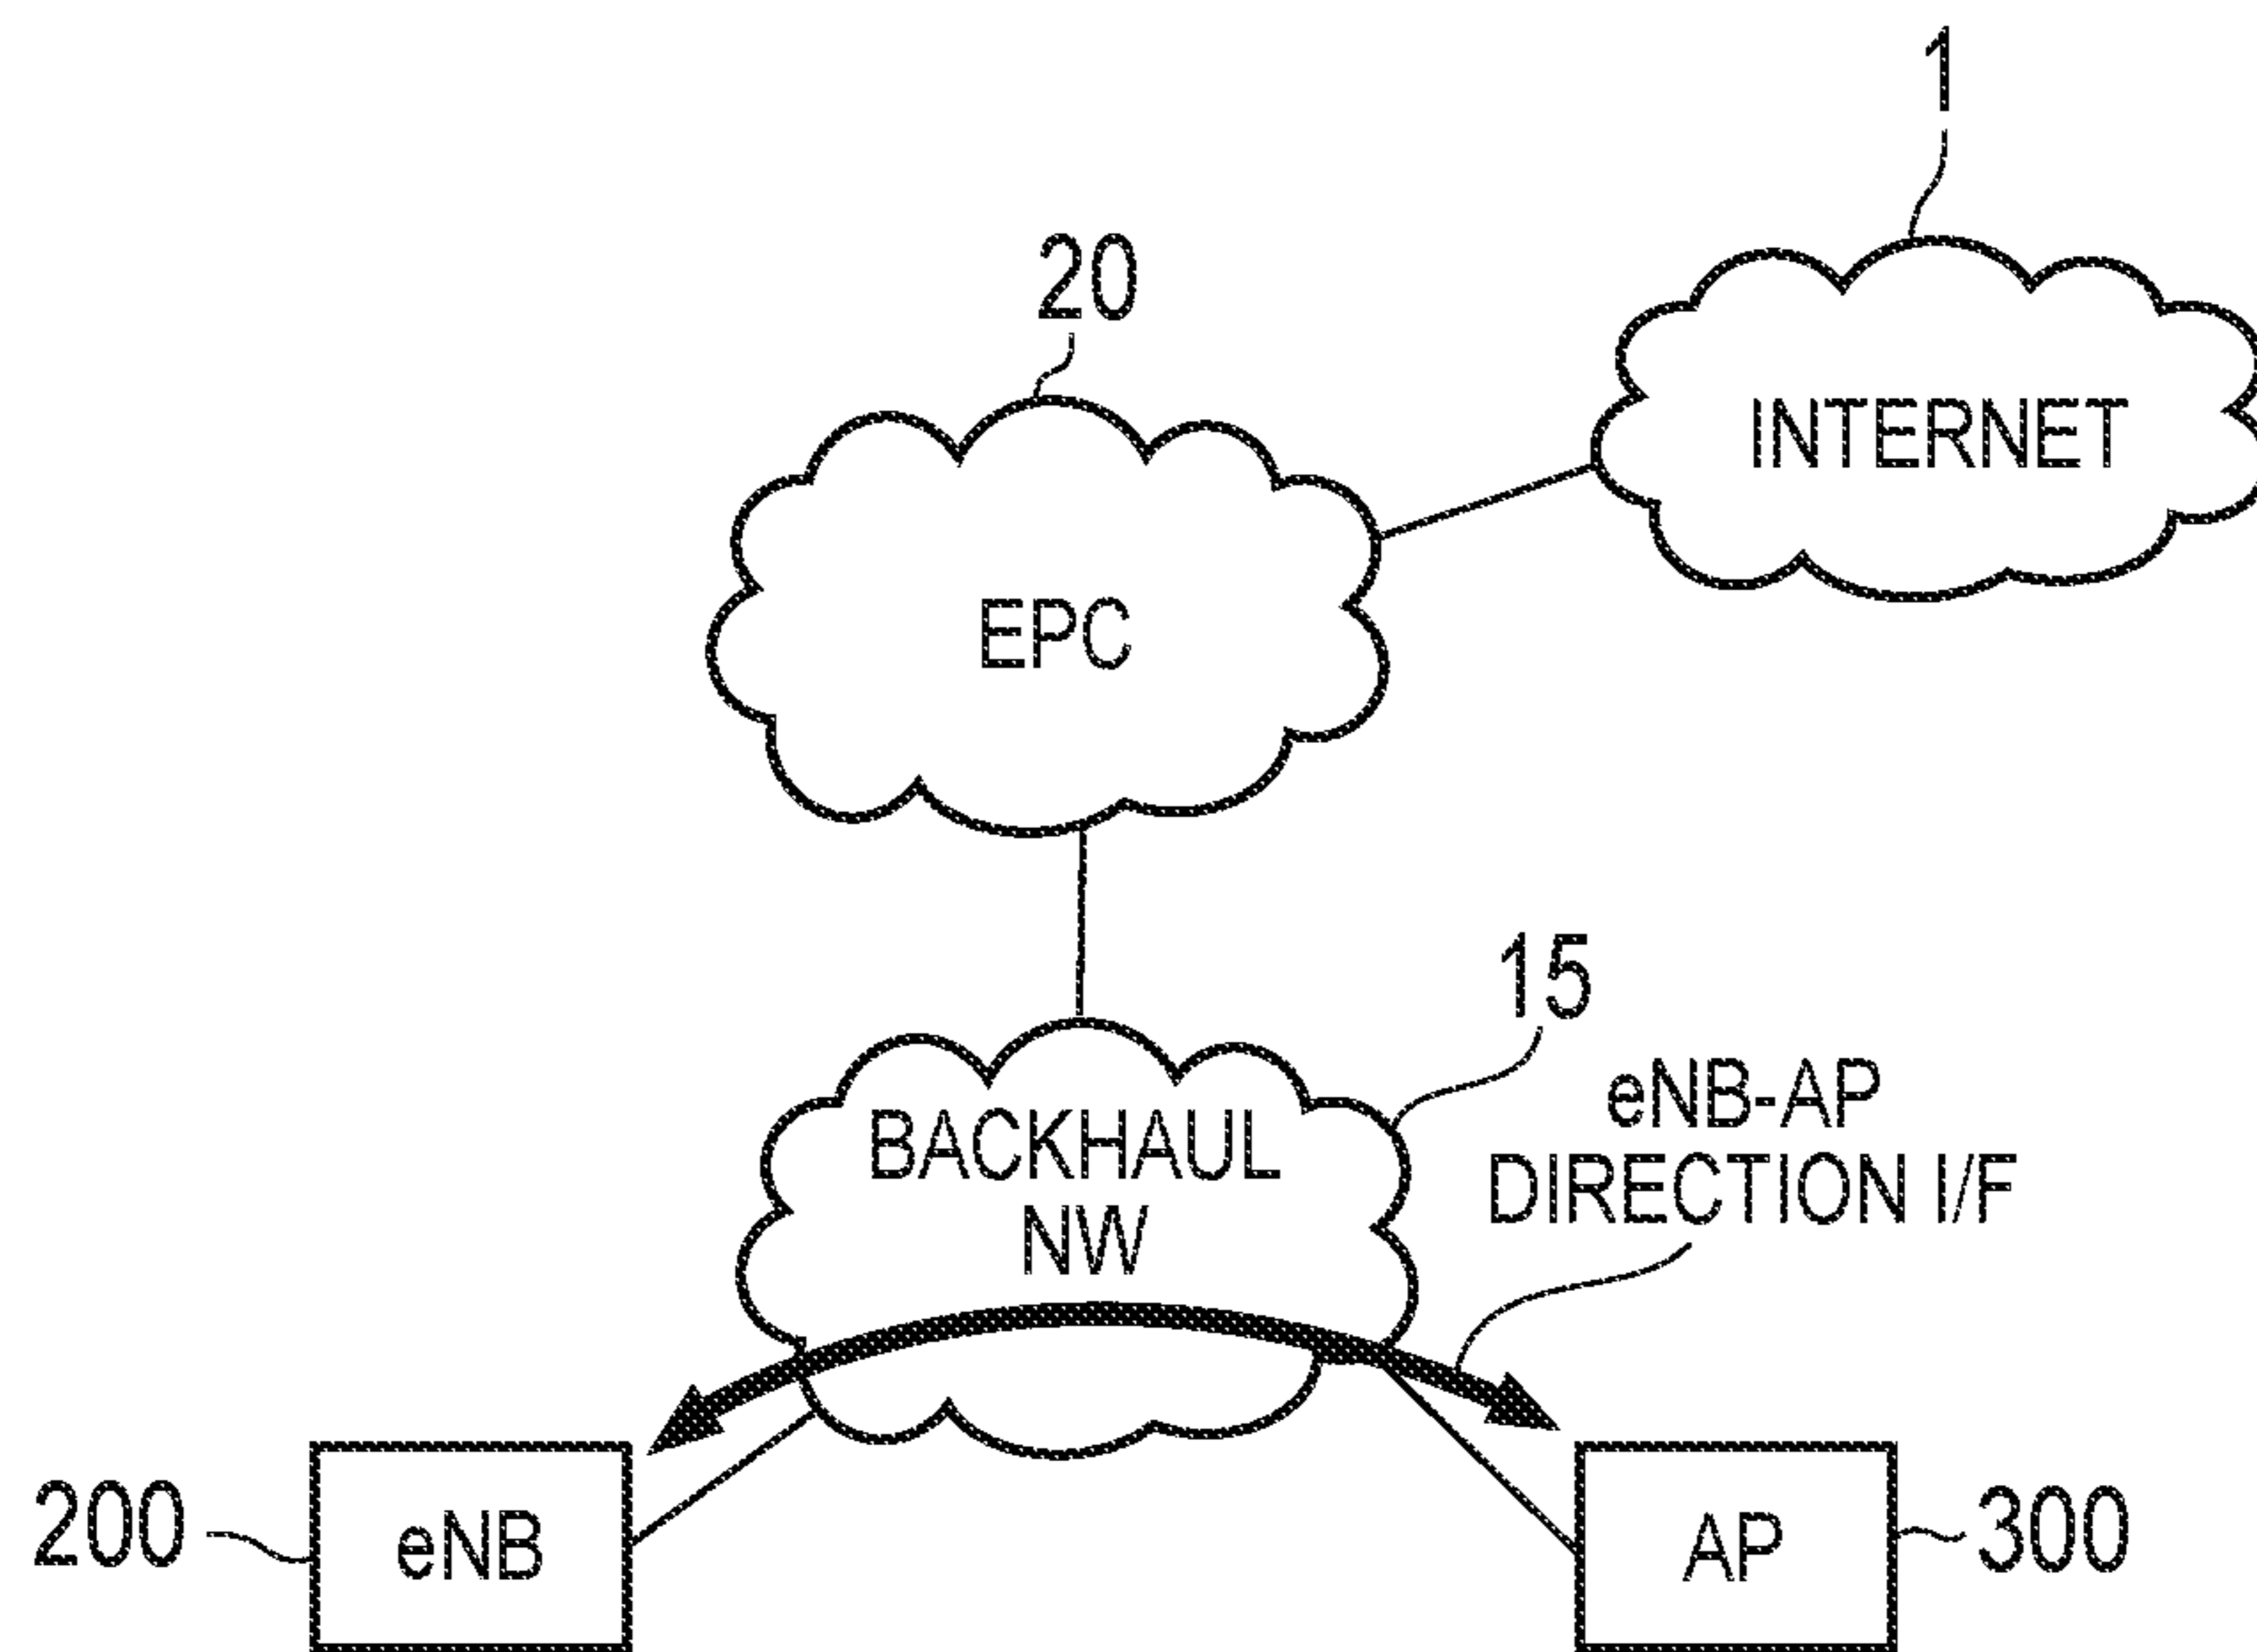 1
20
INTERNET
EPC
15
eNB-AP
DIRECTION I/F
BACKHAUL
NW
200
eNB
AP
300